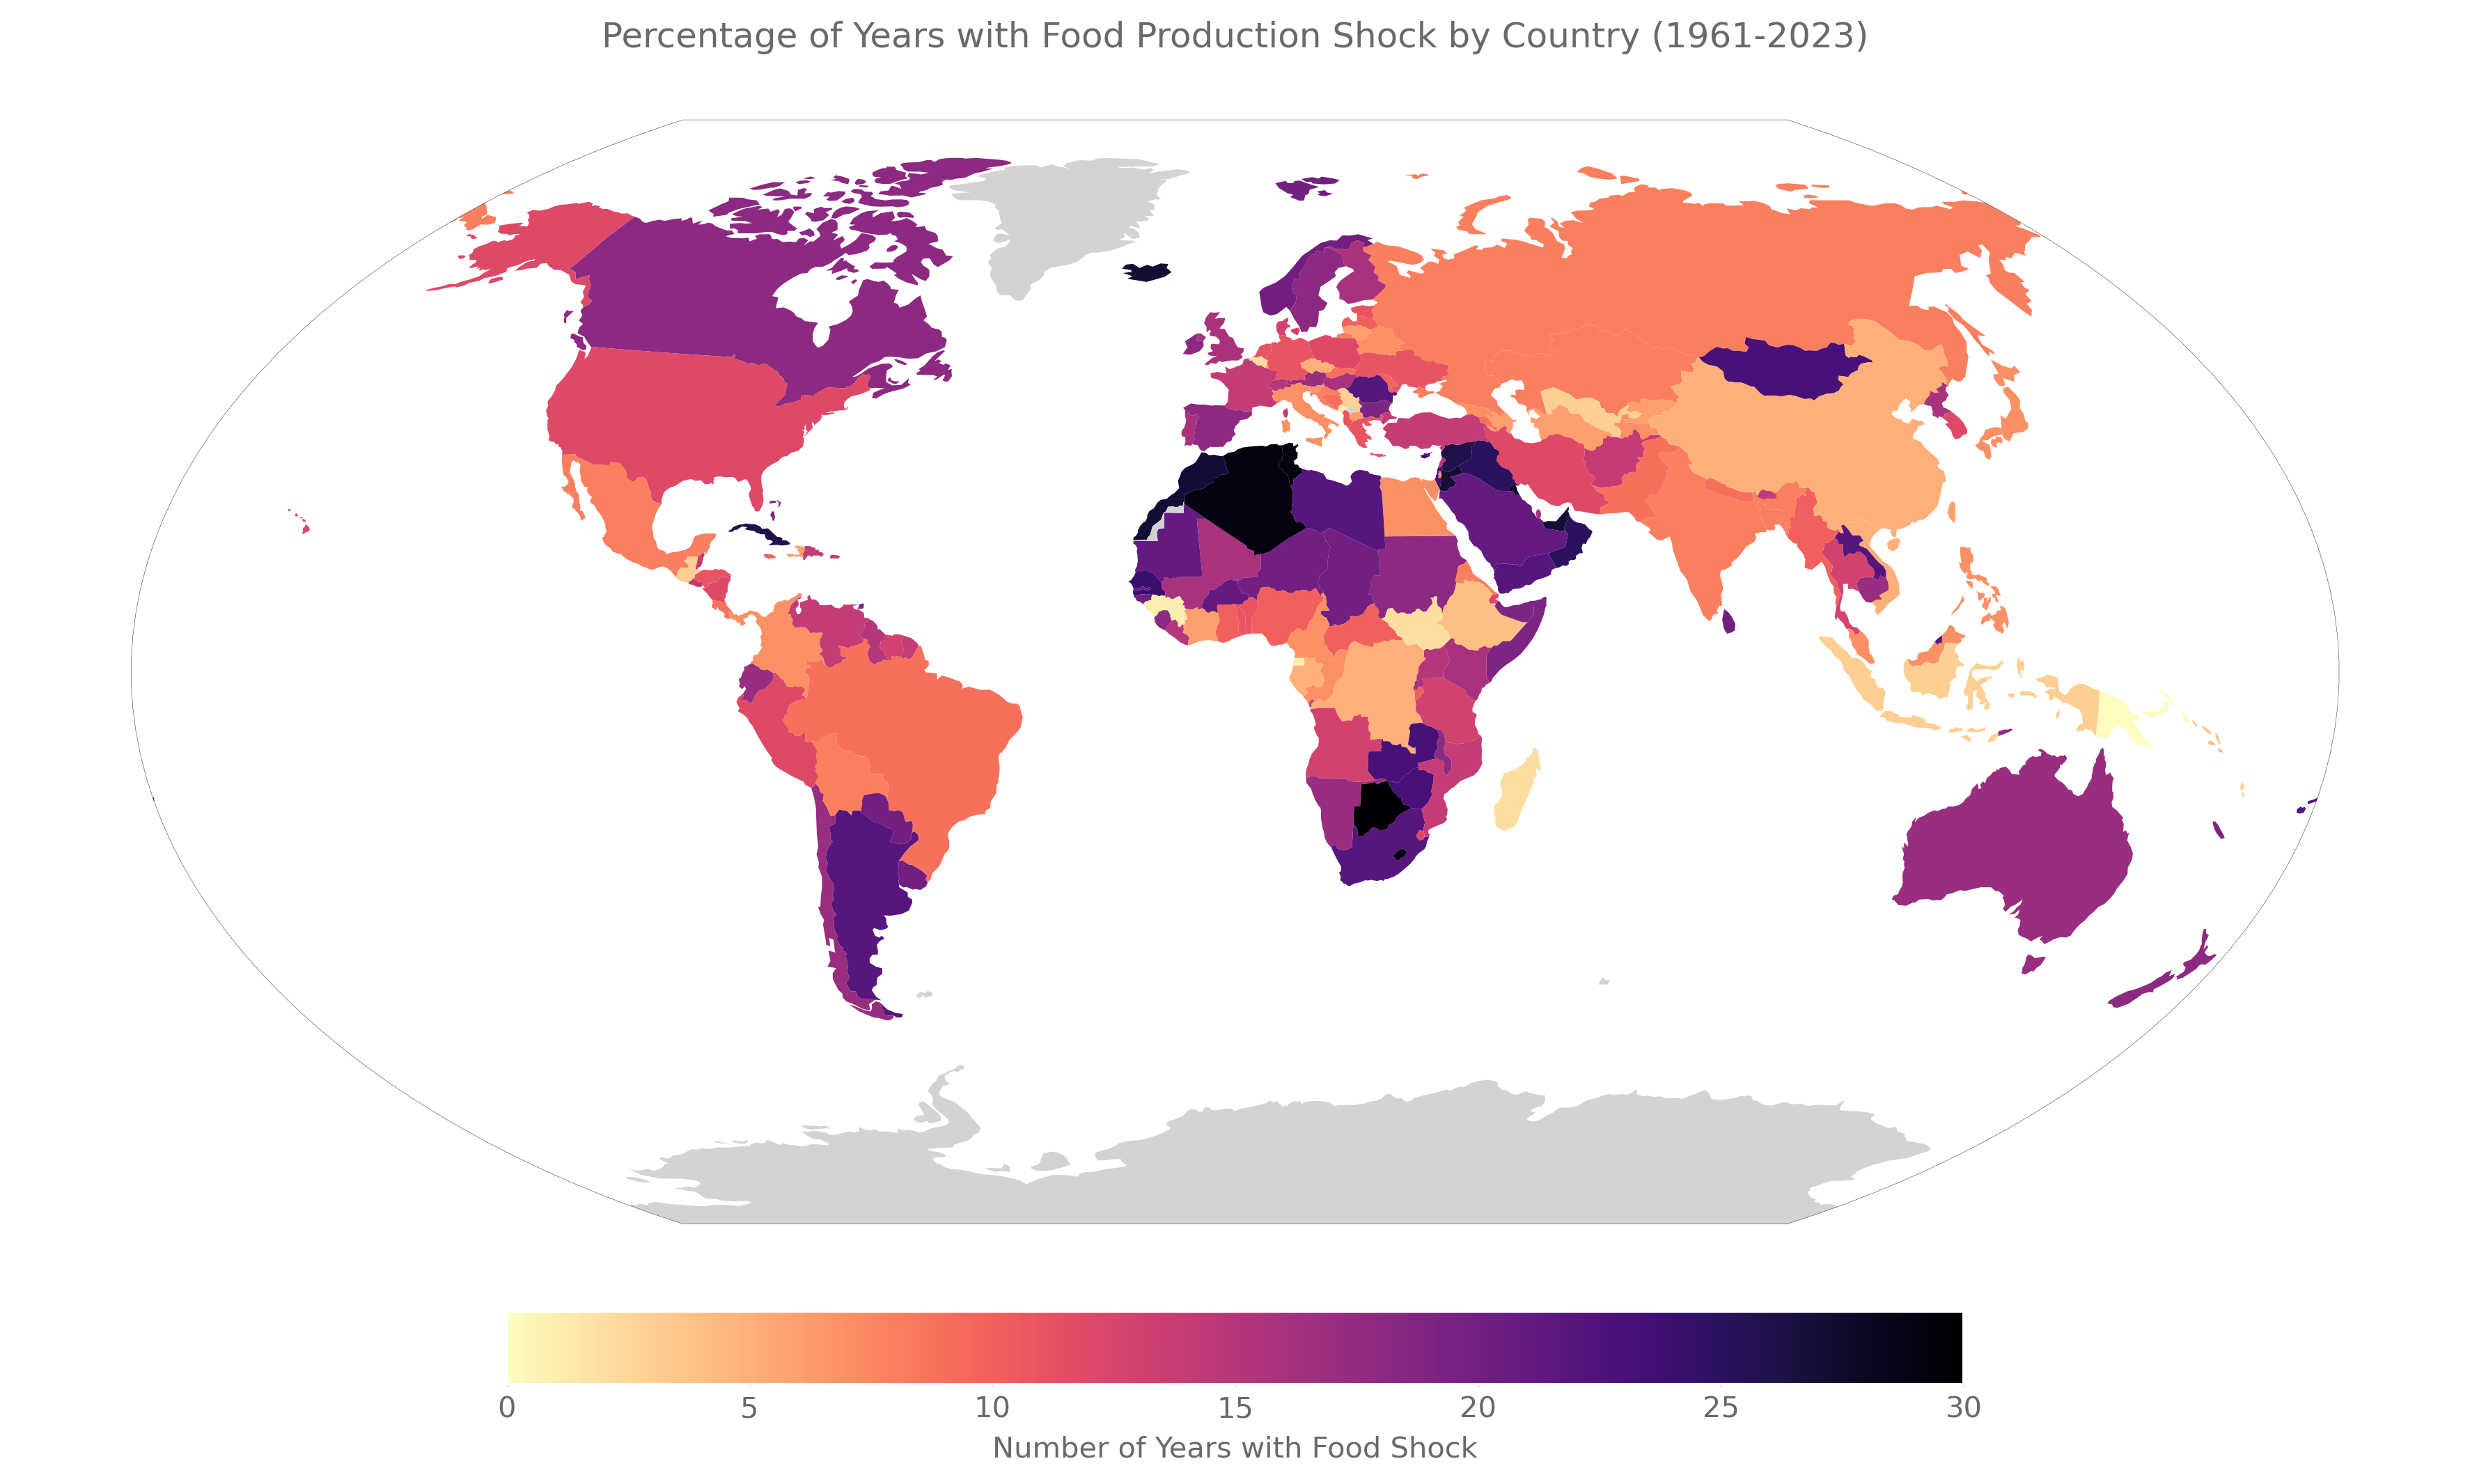 Percentage of Years with Food Production Shock by Country (1961-2023)
0 5 10 15 20 25 30
Number of Years with Food Shock